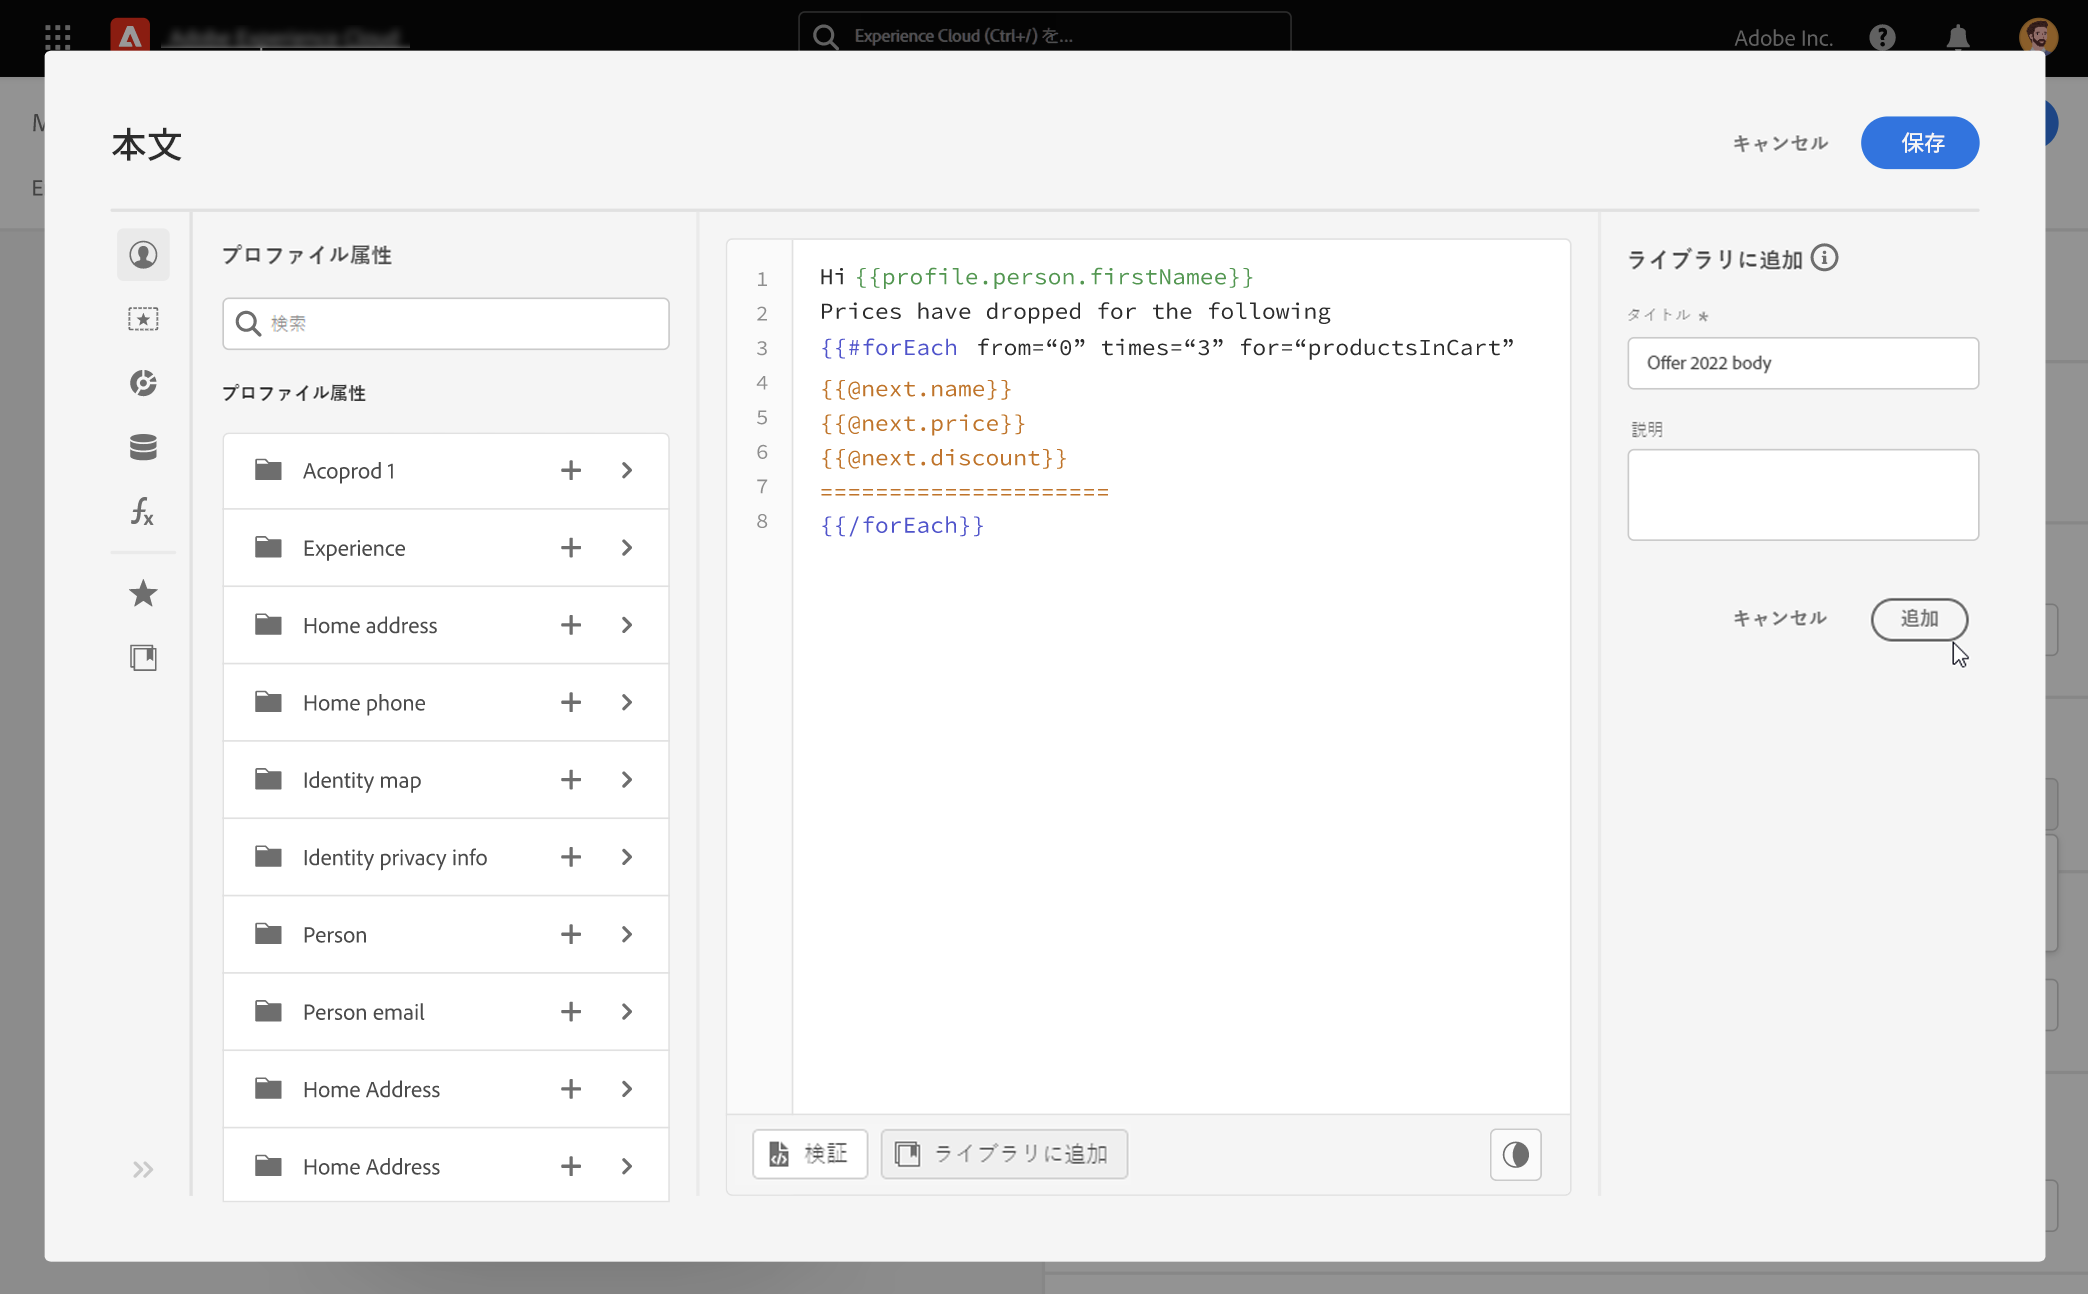 Experience Cloud (Ctrl+/) を...
Adobe Inc.
本文
キャンセル
保存
プロファイル属性
検索
プロファイル属性
Acoprod 1
Experience
Home address
Home phone
Identity map
Identity privacy info
Person
Person email
Home Address
Home Address
1 Hi {{profile.person.firstNamee}}
2 Prices have dropped for the following
3 {{#forEach from=“0” times=“3” for=“productsInCart”
4 {{@next.name}}
5 {{@next.price}}
6 {{@next.discount}}
7 =====================
8 {{/forEach}}
検証
ライブラリに追加
ライブラリに追加
タイトル *
Offer 2022 body
説明
キャンセル
追加